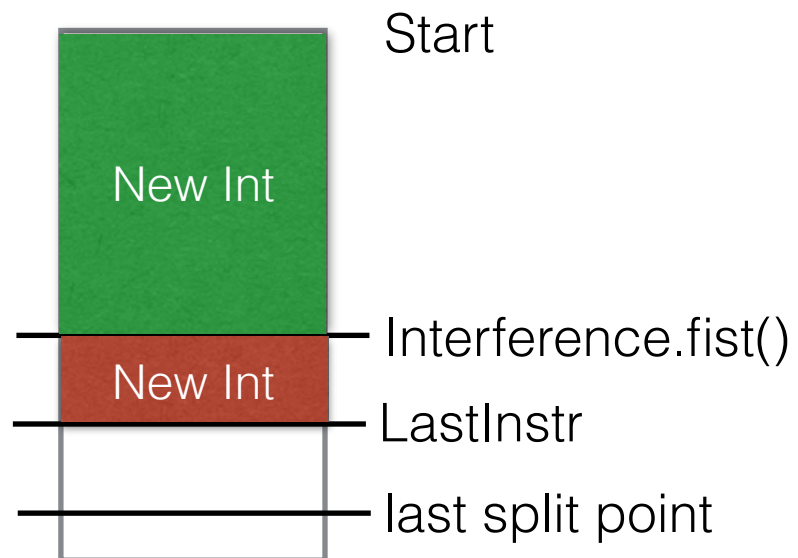 Start
New Int
Interference.fist()
New Int
LastInstr
last split point